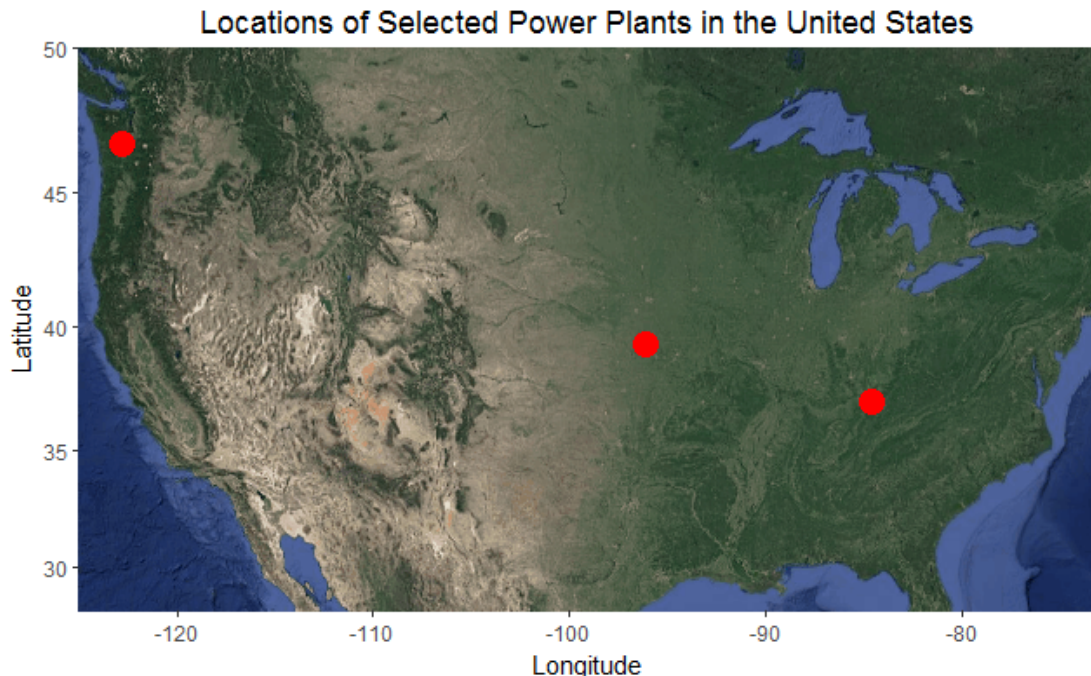 Locations of Selected Power Plants in the United States
50
45
40
35
30
Latitude
-120 -110 -100 -90 -80
Longitude